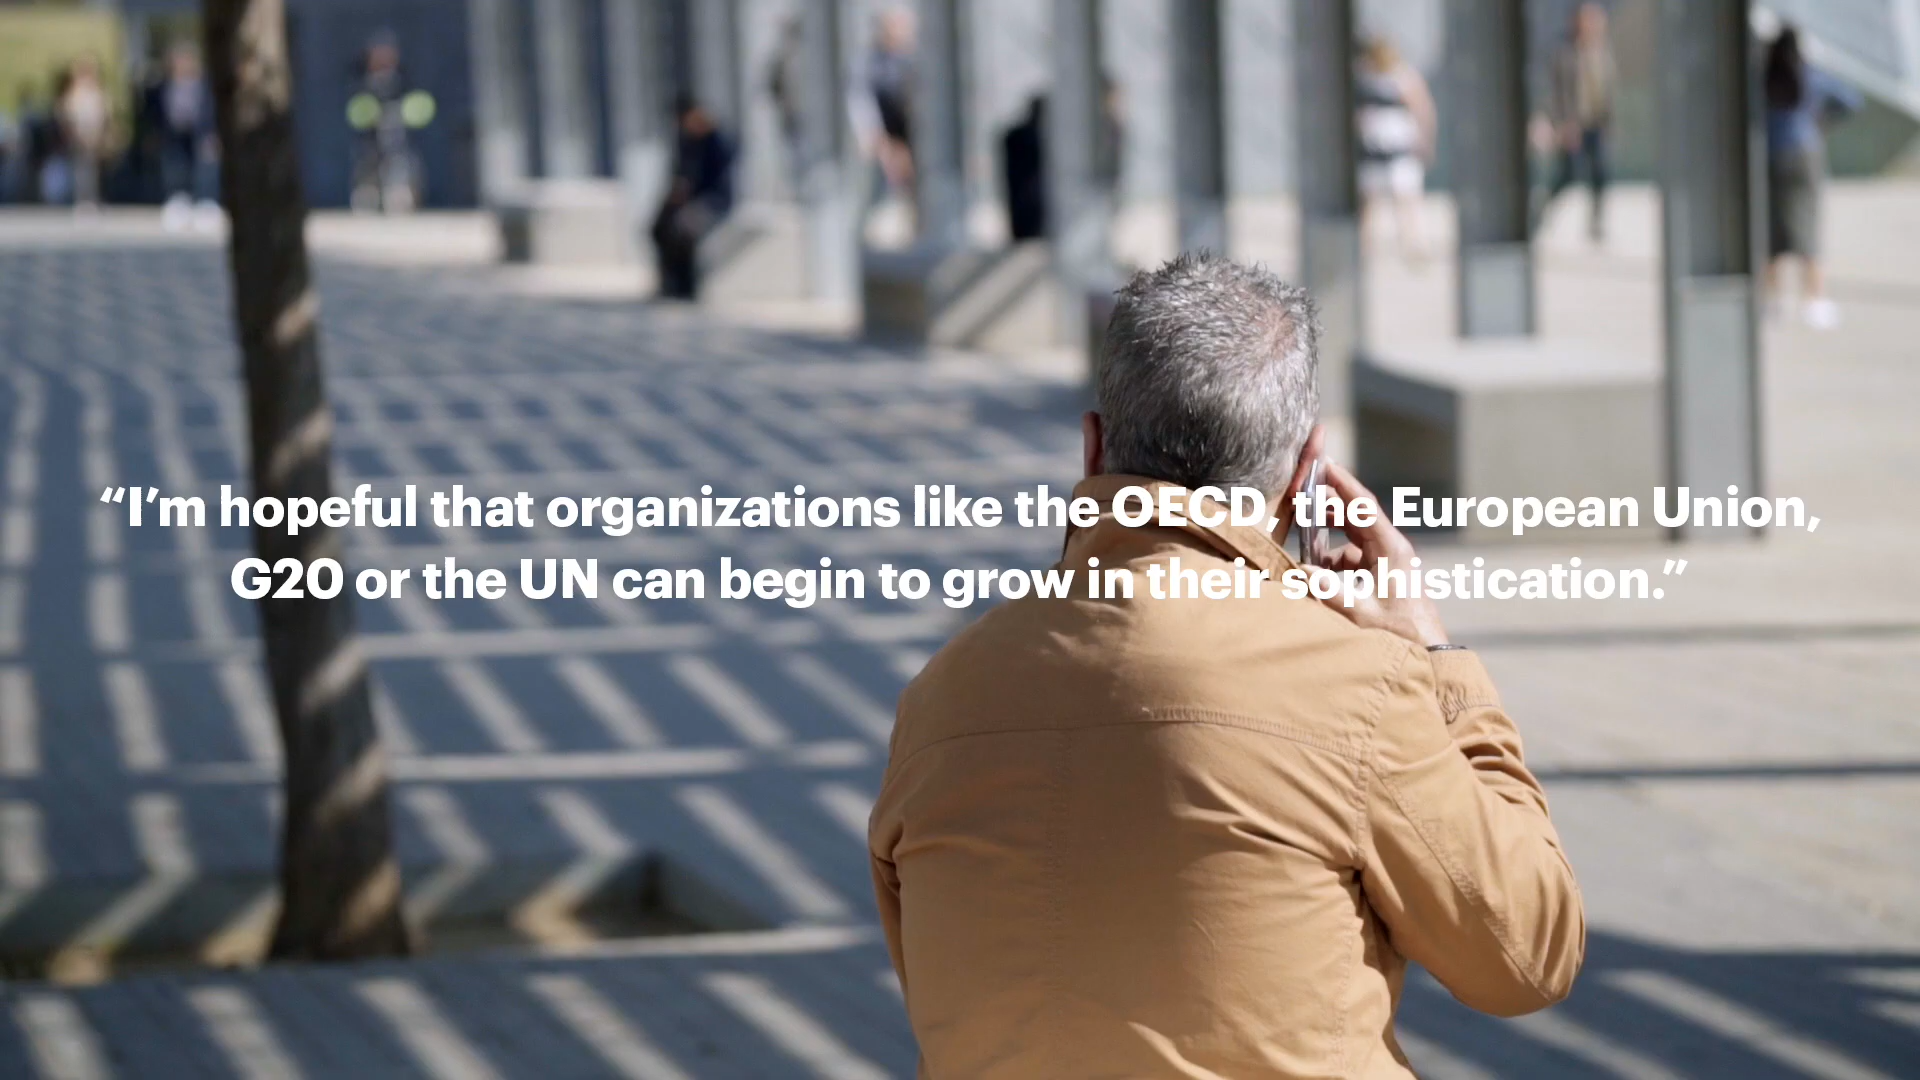 “I’m hopeful that organizations like the OECD, the European Union,
G20 or the UN can begin to grow in their sophistication.”